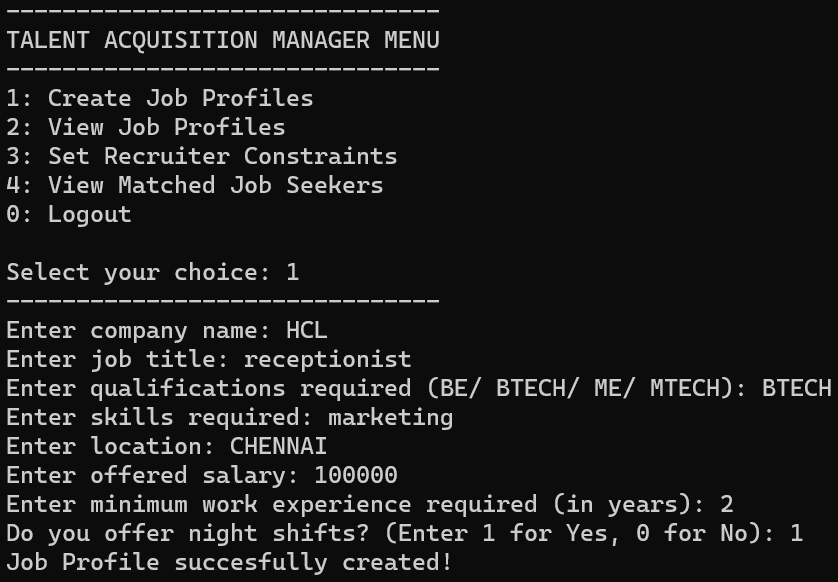 -------------------------------
TALENT ACQUISITION MANAGER MENU
-------------------------------
1: Create Job Profiles
2: View Job Profiles
3: Set Recruiter Constraints
4: View Matched Job Seekers
0: Logout
Select your choice: 1
-------------------------------
Enter company name: HCL
Enter job title: receptionist
Enter qualifications required (BE/ BTECH/ ME/ MTECH): BTECH
Enter skills required: marketing
Enter location: CHENNAI
Enter offered salary: 100000
Enter minimum work experience required (in years): 2
Do you offer night shifts? (Enter 1 for Yes, 0 for No): 1
Job Profile succesfully created!